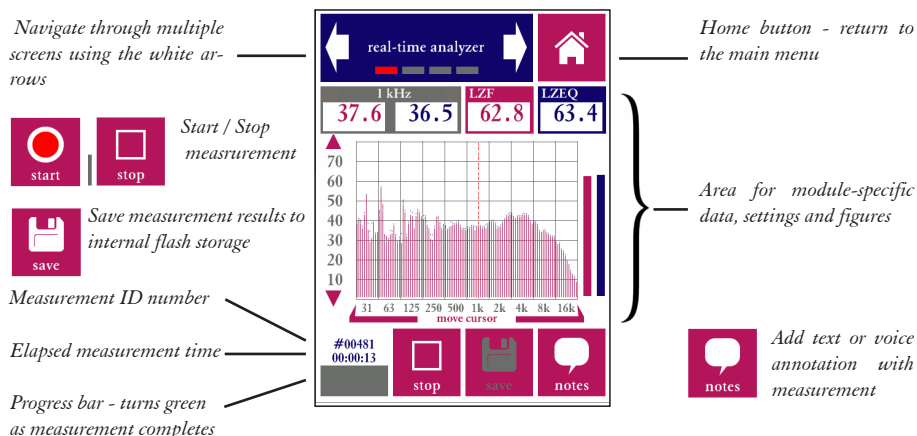 Navigate through multiple
screens using the white ar-
rows
Start / Stop
measrurement
start
stop
Save measurement results to
internal flash storage
save
Measurement ID number
Elapsed measurement time
Progress bar - turns green
as measurement completes
real-time analyzer
1 kHz
LZF
LZEQ
37.6
36.5
62.8
63.4
70
60
50
40
30
20
10
31 63 125 250 500 1k 2k 4k 8k 16k
move cursor
#00481
00:00:13
stop
save
notes
Home button - return to
the main menu
Area for module-specific
data, settings and figures
notes
Add text or voice
annotation with
measurement